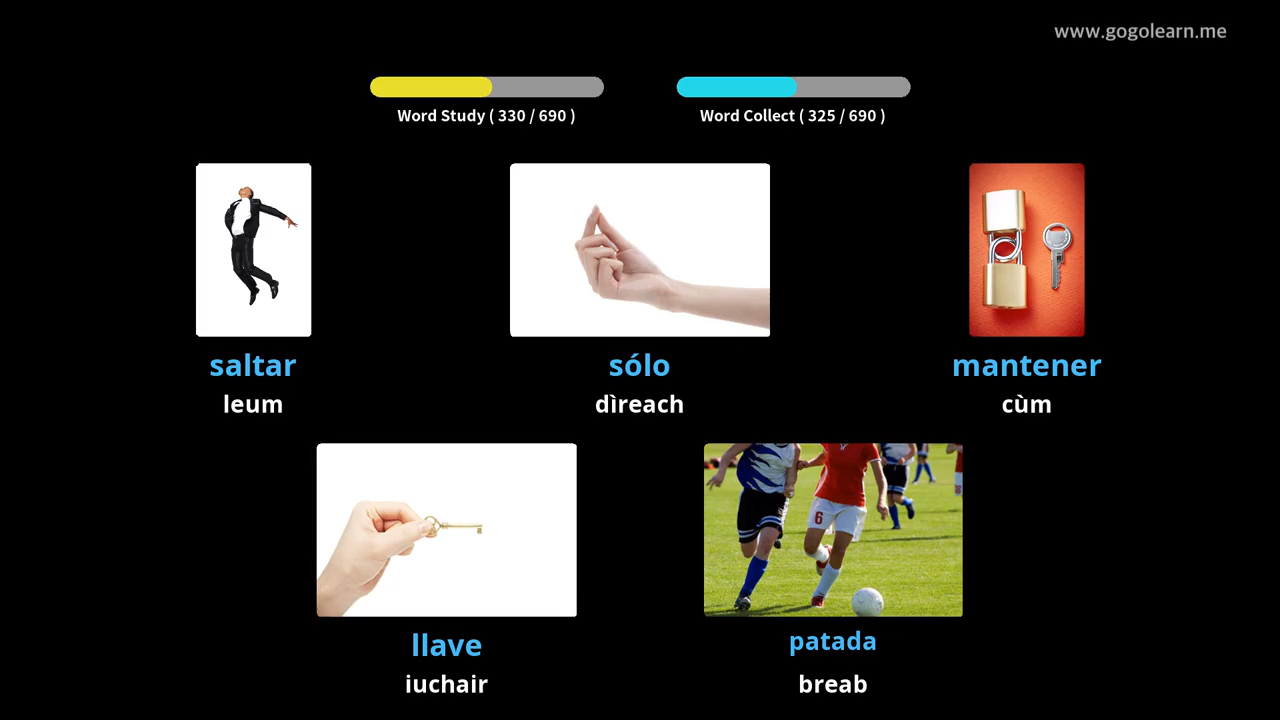 www.gogolearn.me
Word Study ( 330 / 690 )
Word Collect ( 325 / 690 )
saltar
leum
sólo
dìreach
mantener
cùm
6
llave
iuchair
patada
breab